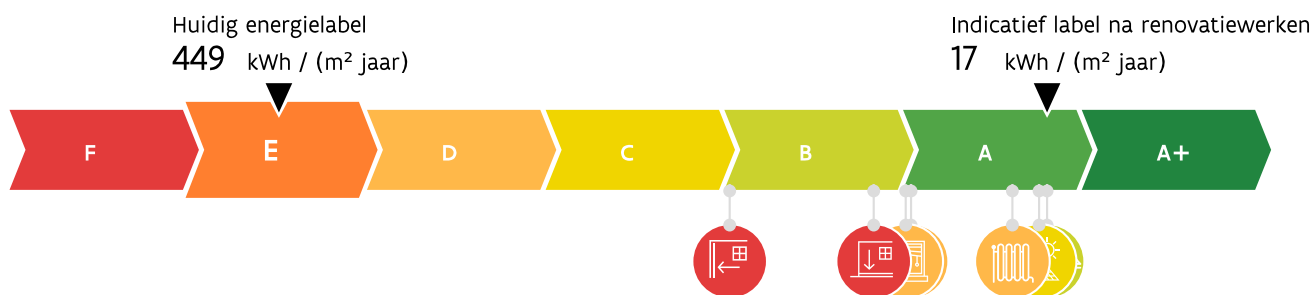 Huidig energielabel
449 kWh / (m² jaar)
Indicatief label na renovatiewerken
17 kWh / (m² jaar)
F E D C B A A+